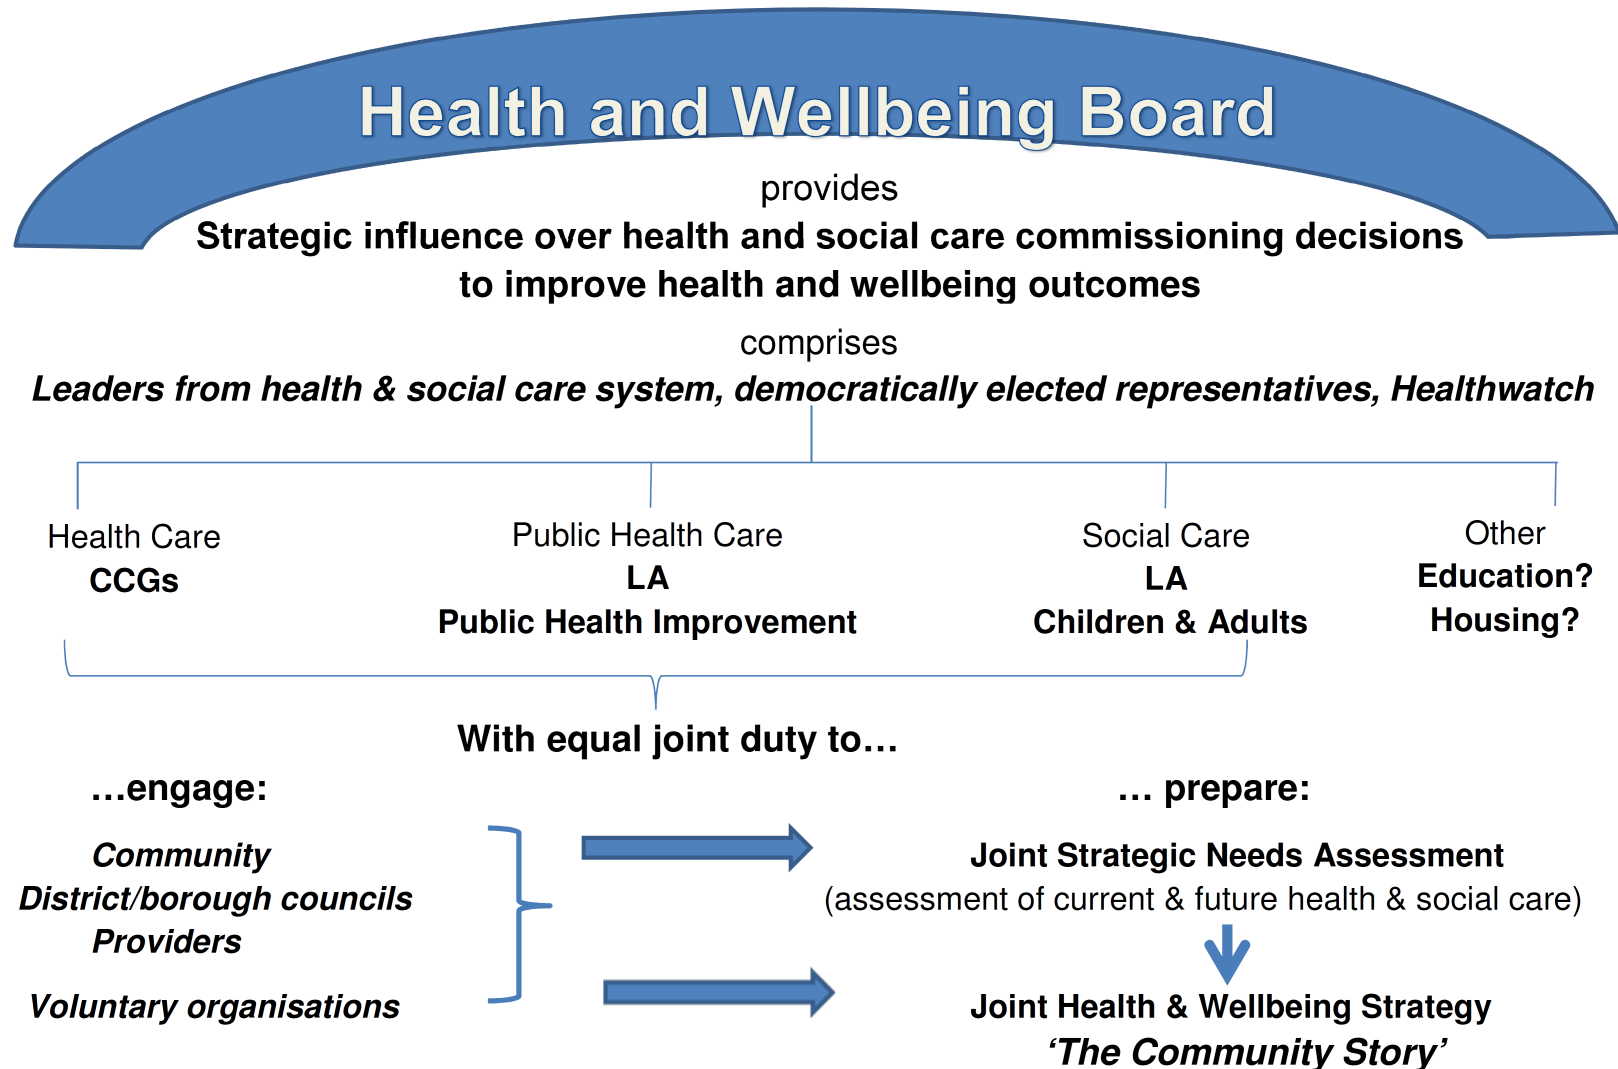 Health and Wellbeing Board
provides
Strategic influence over health and social care commissioning decisions
to improve health and wellbeing outcomes
comprises
Leaders from health & social care system, democratically elected representatives, Healthwatch
Health Care
CCGs
Public Health Care
LA
Public Health Improvement
Social Care
LA
Children & Adults
Other
Education?
Housing?
With equal joint duty to…
…engage:
Community
District/borough councils
Providers
Voluntary organisations
… prepare:
Joint Strategic Needs Assessment
(assessment of current & future health & social care)
Joint Health & Wellbeing Strategy
‘The Community Story’